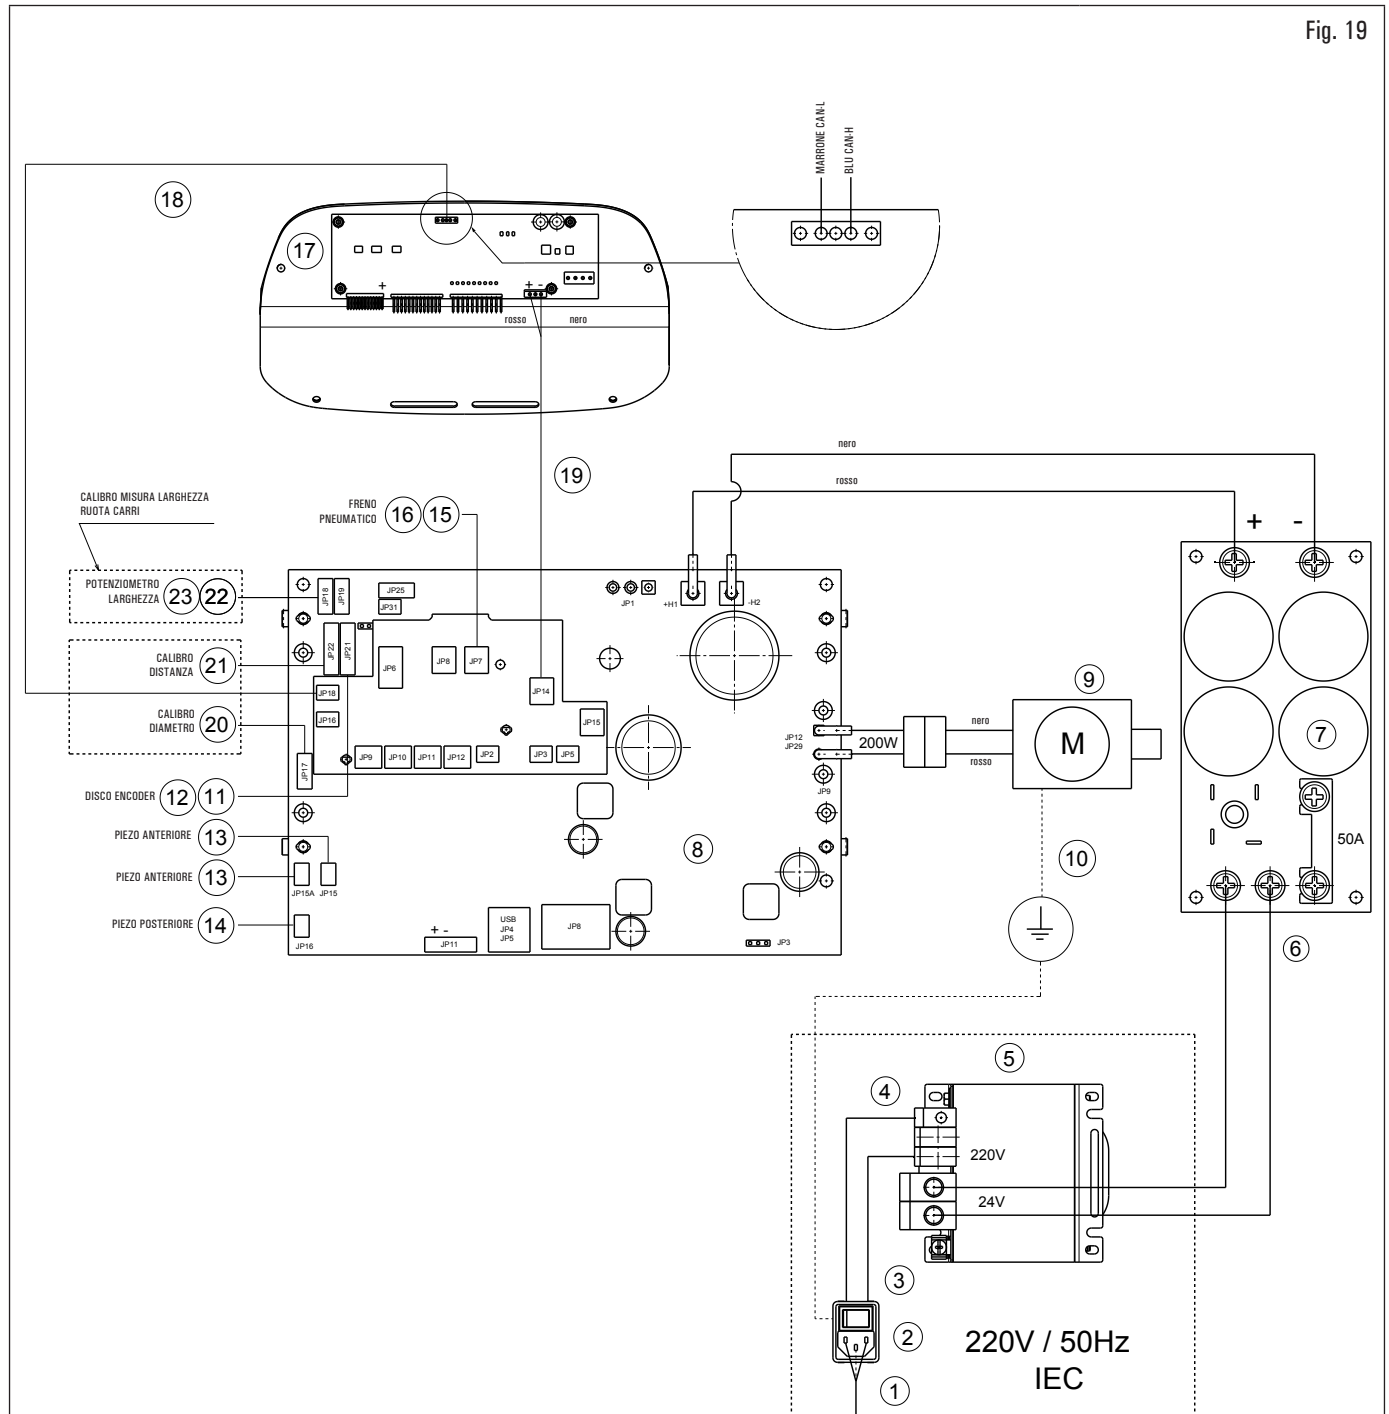 Fig. 19
MARRONE CAN-L
BLU CAN-H
18
17
+
+ -
rosso
nero
nero
19
rosso
CALIBRO MISURA LARGHEZZA
RUOTA CARRI
FRENO
PNEUMATICO
16
15
+ -
POTENZIOMETRO
LARGHEZZA
23
22
JP18
JP19
JP25
JP31
JP1
+H1
-H2
CALIBRO
DISTANZA
21
JP22
JP21
JP6
JP8
JP7
9
JP18
JP14
CALIBRO
DIAMETRO
20
JP16
JP15
JP12
JP29
200W
nero
rosso
M
7
JP17
JP9
JP10
JP11
JP12
JP2
JP3
JP5
JP9
DISCO ENCODER
12
11
PIEZO ANTERIORE
13
8
10
50A
PIEZO ANTERIORE
13
JP15A
JP15
PIEZO POSTERIORE
14
JP16
+ -
JP11
USB
JP4
JP5
JP8
JP3
6
5
4
220V
24V
3
2
220V / 50Hz
IEC
1